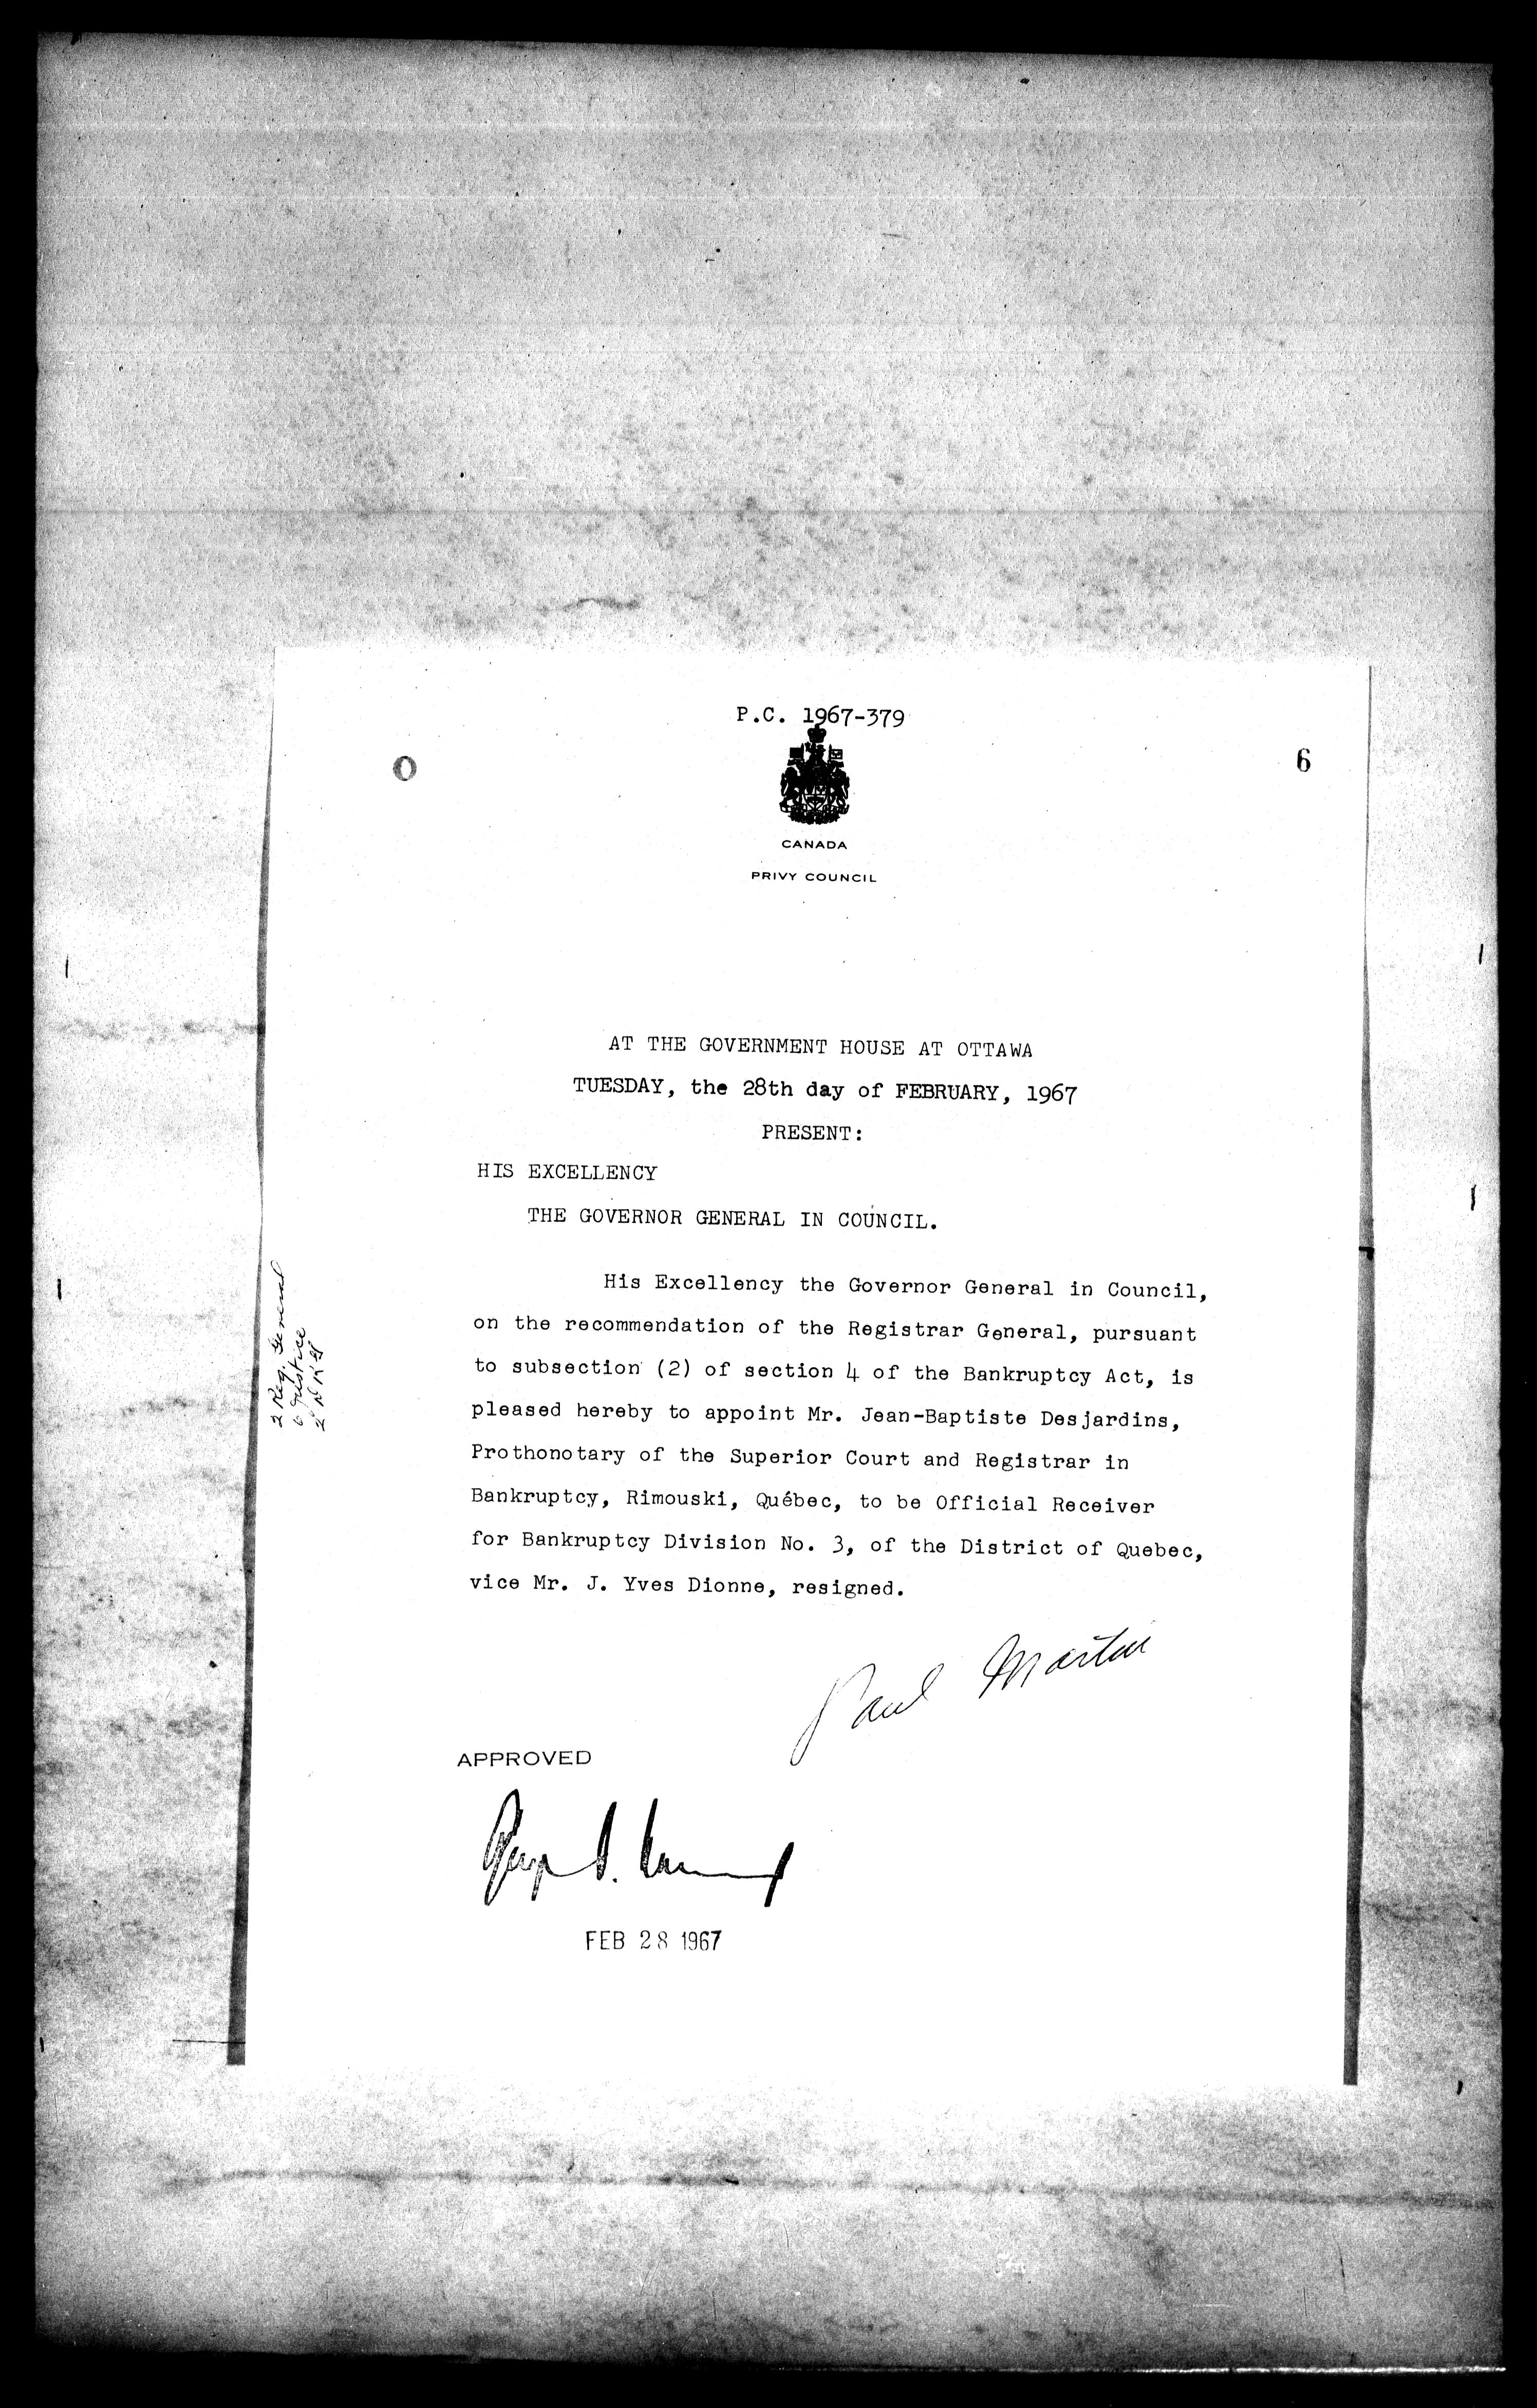 P.C. 1967-379
O
6
CANADA
PRIVY COUNCIL
AT THE GOVERNMENT HOUSE AT OTTAWA
TUESDAY, the 28th day of FEBRUARY, 1967
PRESENT:
HIS EXCELLENCY
THE GOVERNOR GENERAL IN COUNCIL.
His Excellency the Governor General in Council,
on the recommendation of the Registrar General, pursuant
to subsection (2) of section 4 of the Bankruptcy Act, is
pleased hereby to appoint Mr. Jean-Baptiste Desjardins,
Prothonotary of the Superior Court and Registrar in
Bankruptcy, Rimouski, Québec, to be Official Receiver
for Bankruptcy Division No. 3, of the District of Quebec,
vice Mr. J. Yves Dionne, resigned.
Paul Martin
APPROVED
FEB 28 1967
2 Reg. General
6 Justice